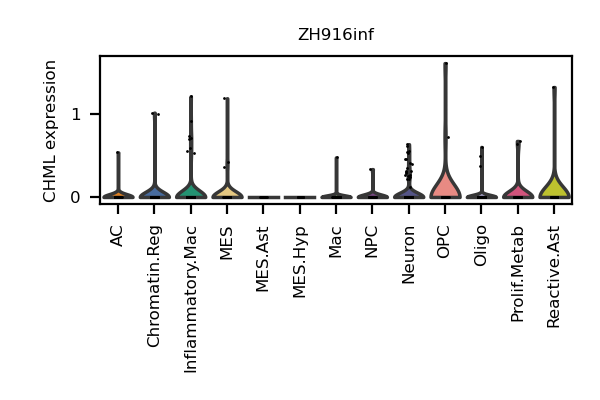 ZH916inf
CHML expression
1
0
AC
Chromatin.Reg
Inflammatory.Mac
MES
MES.Ast
MES.Hyp
Mac
NPC
Neuron
OPC
Oligo
Prolif.Metab
Reactive.Ast